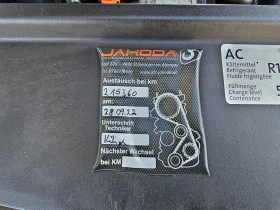 JAHODA
Austausch bei km
215360
am:
28.09.22
Unterschrift
Techniker
Nächster Wechsel
bei KM
AC
Kältemittel
Refrigerant
Fluide frigorigène
Füllmenge
Charge level
Contenance